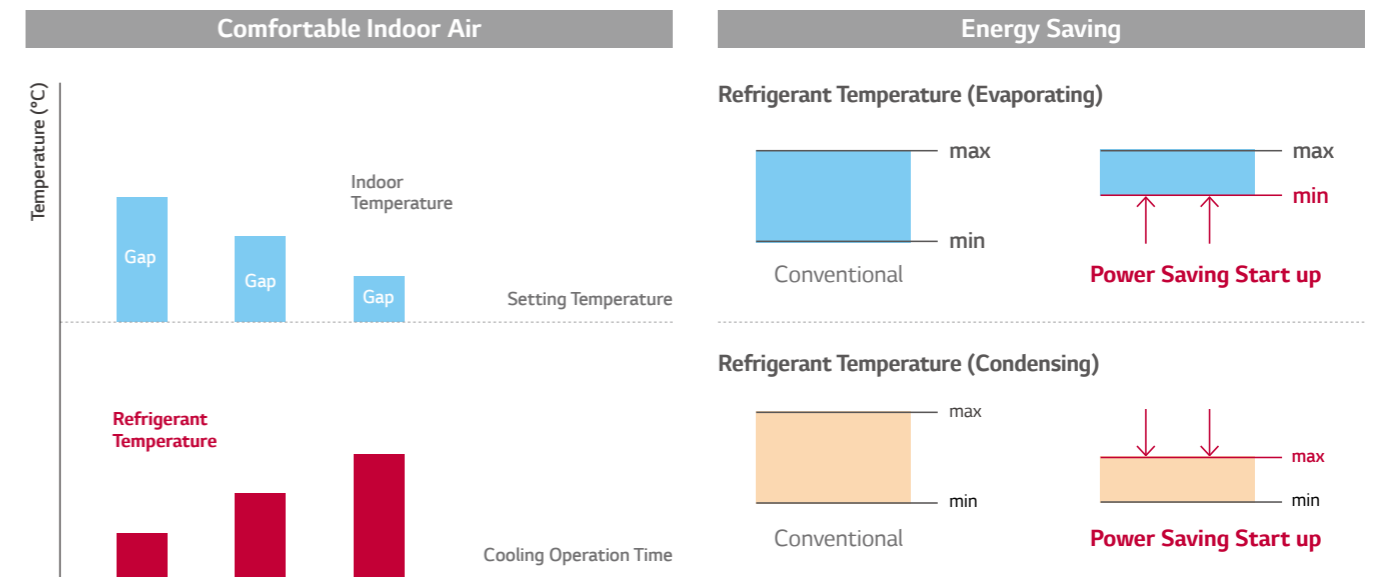 Comfortable Indoor Air
Temperature (°C)
Indoor
Temperature
Gap
Gap
Gap
Setting Temperature
Refrigerant
Temperature
Cooling Operation Time
Energy Saving
Refrigerant Temperature (Evaporating)
max
min
Conventional
max
min
Power Saving Start up
Refrigerant Temperature (Condensing)
max
min
Conventional
max
min
Power Saving Start up